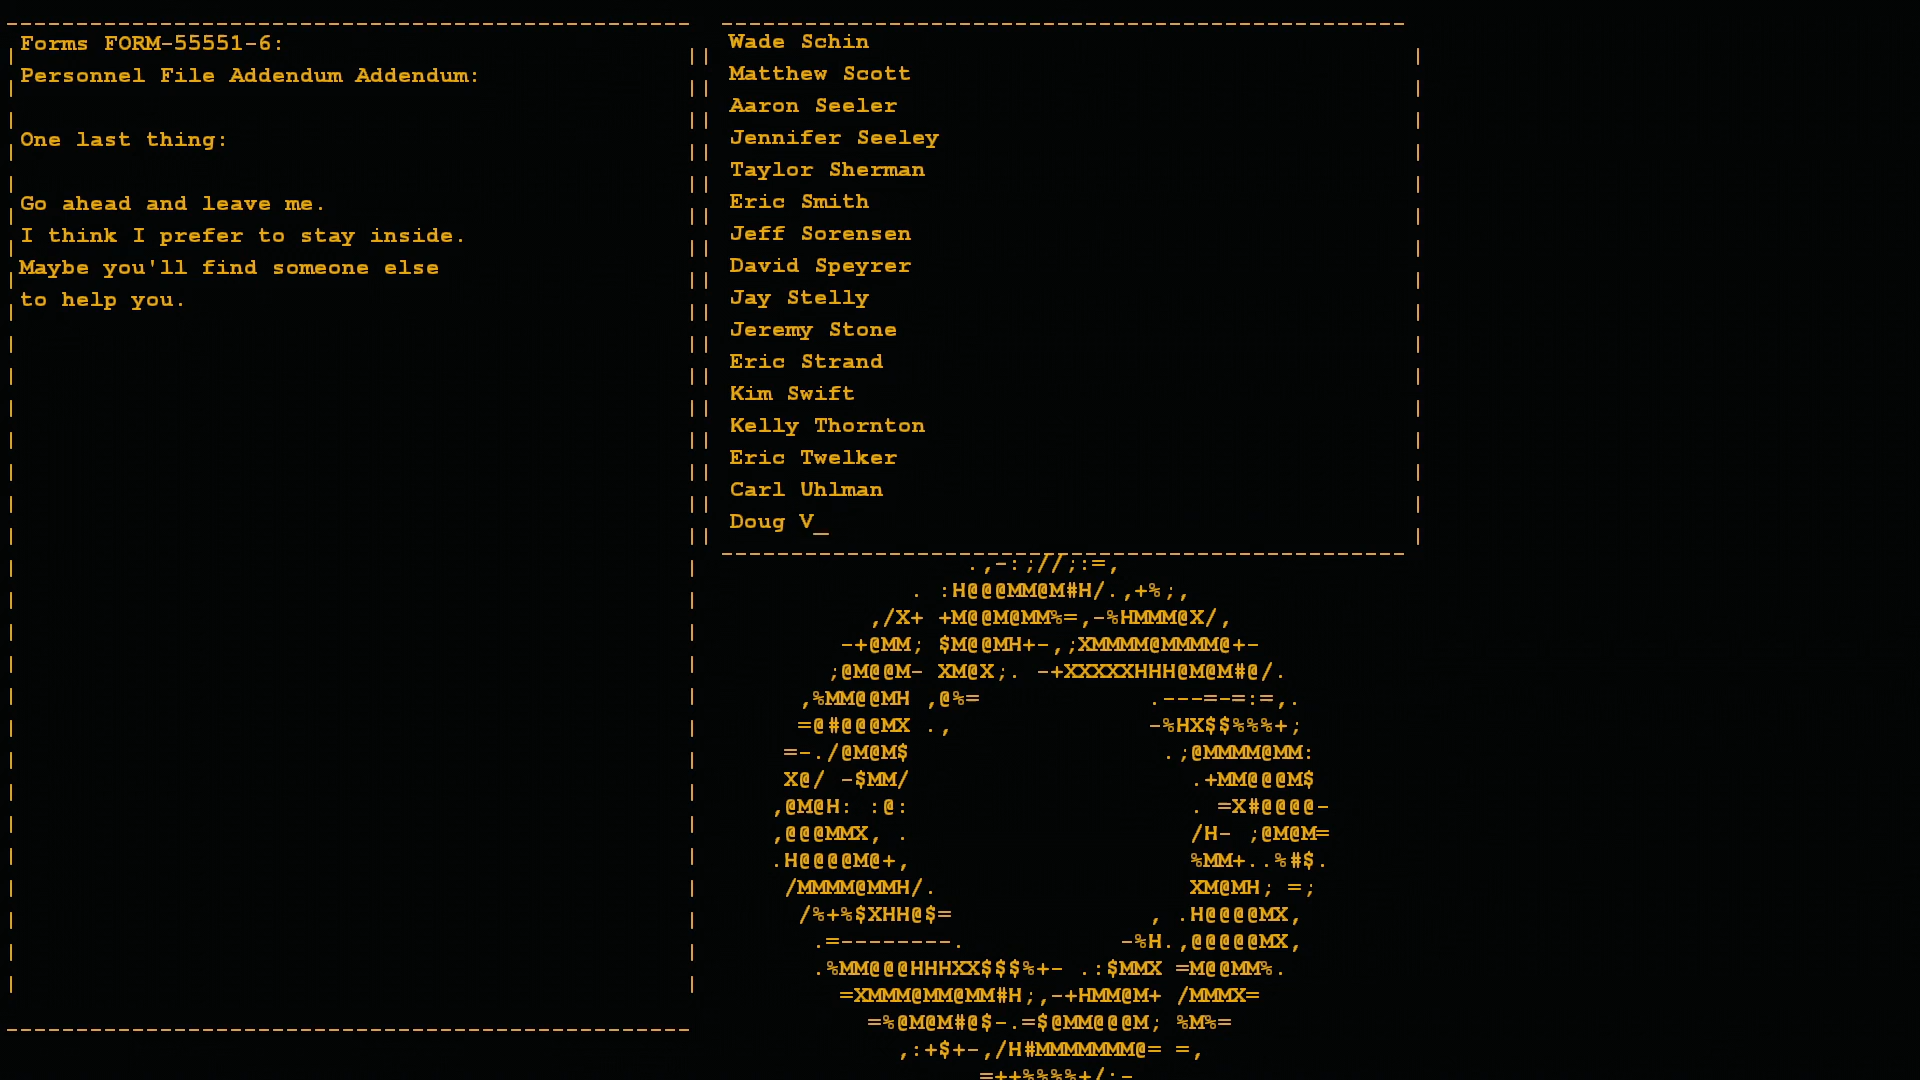 Forms FORM-55551-6:
Personnel File Addendum Addendum:
One last thing:
Go ahead and leave me.
I think I prefer to stay inside.
Maybe you'll find someone else
to help you.
Wade Schin
Matthew Scott
Aaron Seeler
Jennifer Seeley
Taylor Sherman
Eric Smith
Jeff Sorensen
David Speyrer
Jay Stelly
Jeremy Stone
Eric Strand
Kim Swift
Kelly Thornton
Eric Twelker
Carl Uhlman
Doug V_